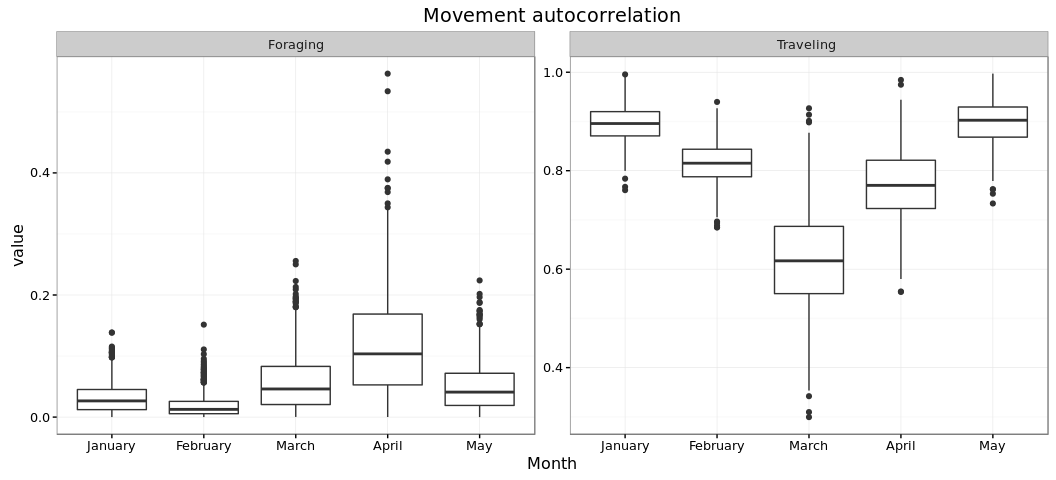 Movement autocorrelation
Foraging
Traveling
value
0.4
0.2
0.0
1.0
0.8
0.6
0.4
January February March April May
January February March April May
Month